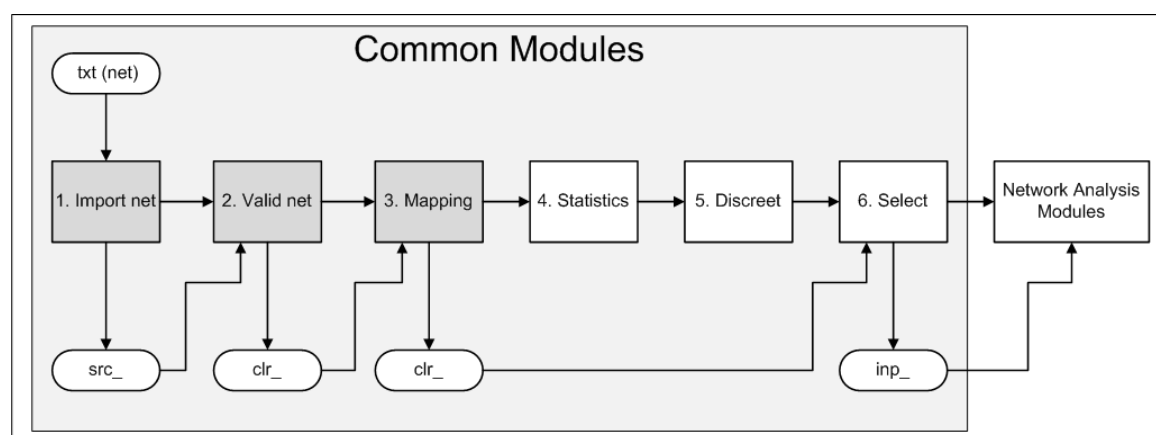 Common Modules
txt (net)
1. Import net
2. Valid net
3. Mapping
4. Statistics
5. Discreet
6. Select
Network Analysis
Modules
src_
clr_
clr_
inp_